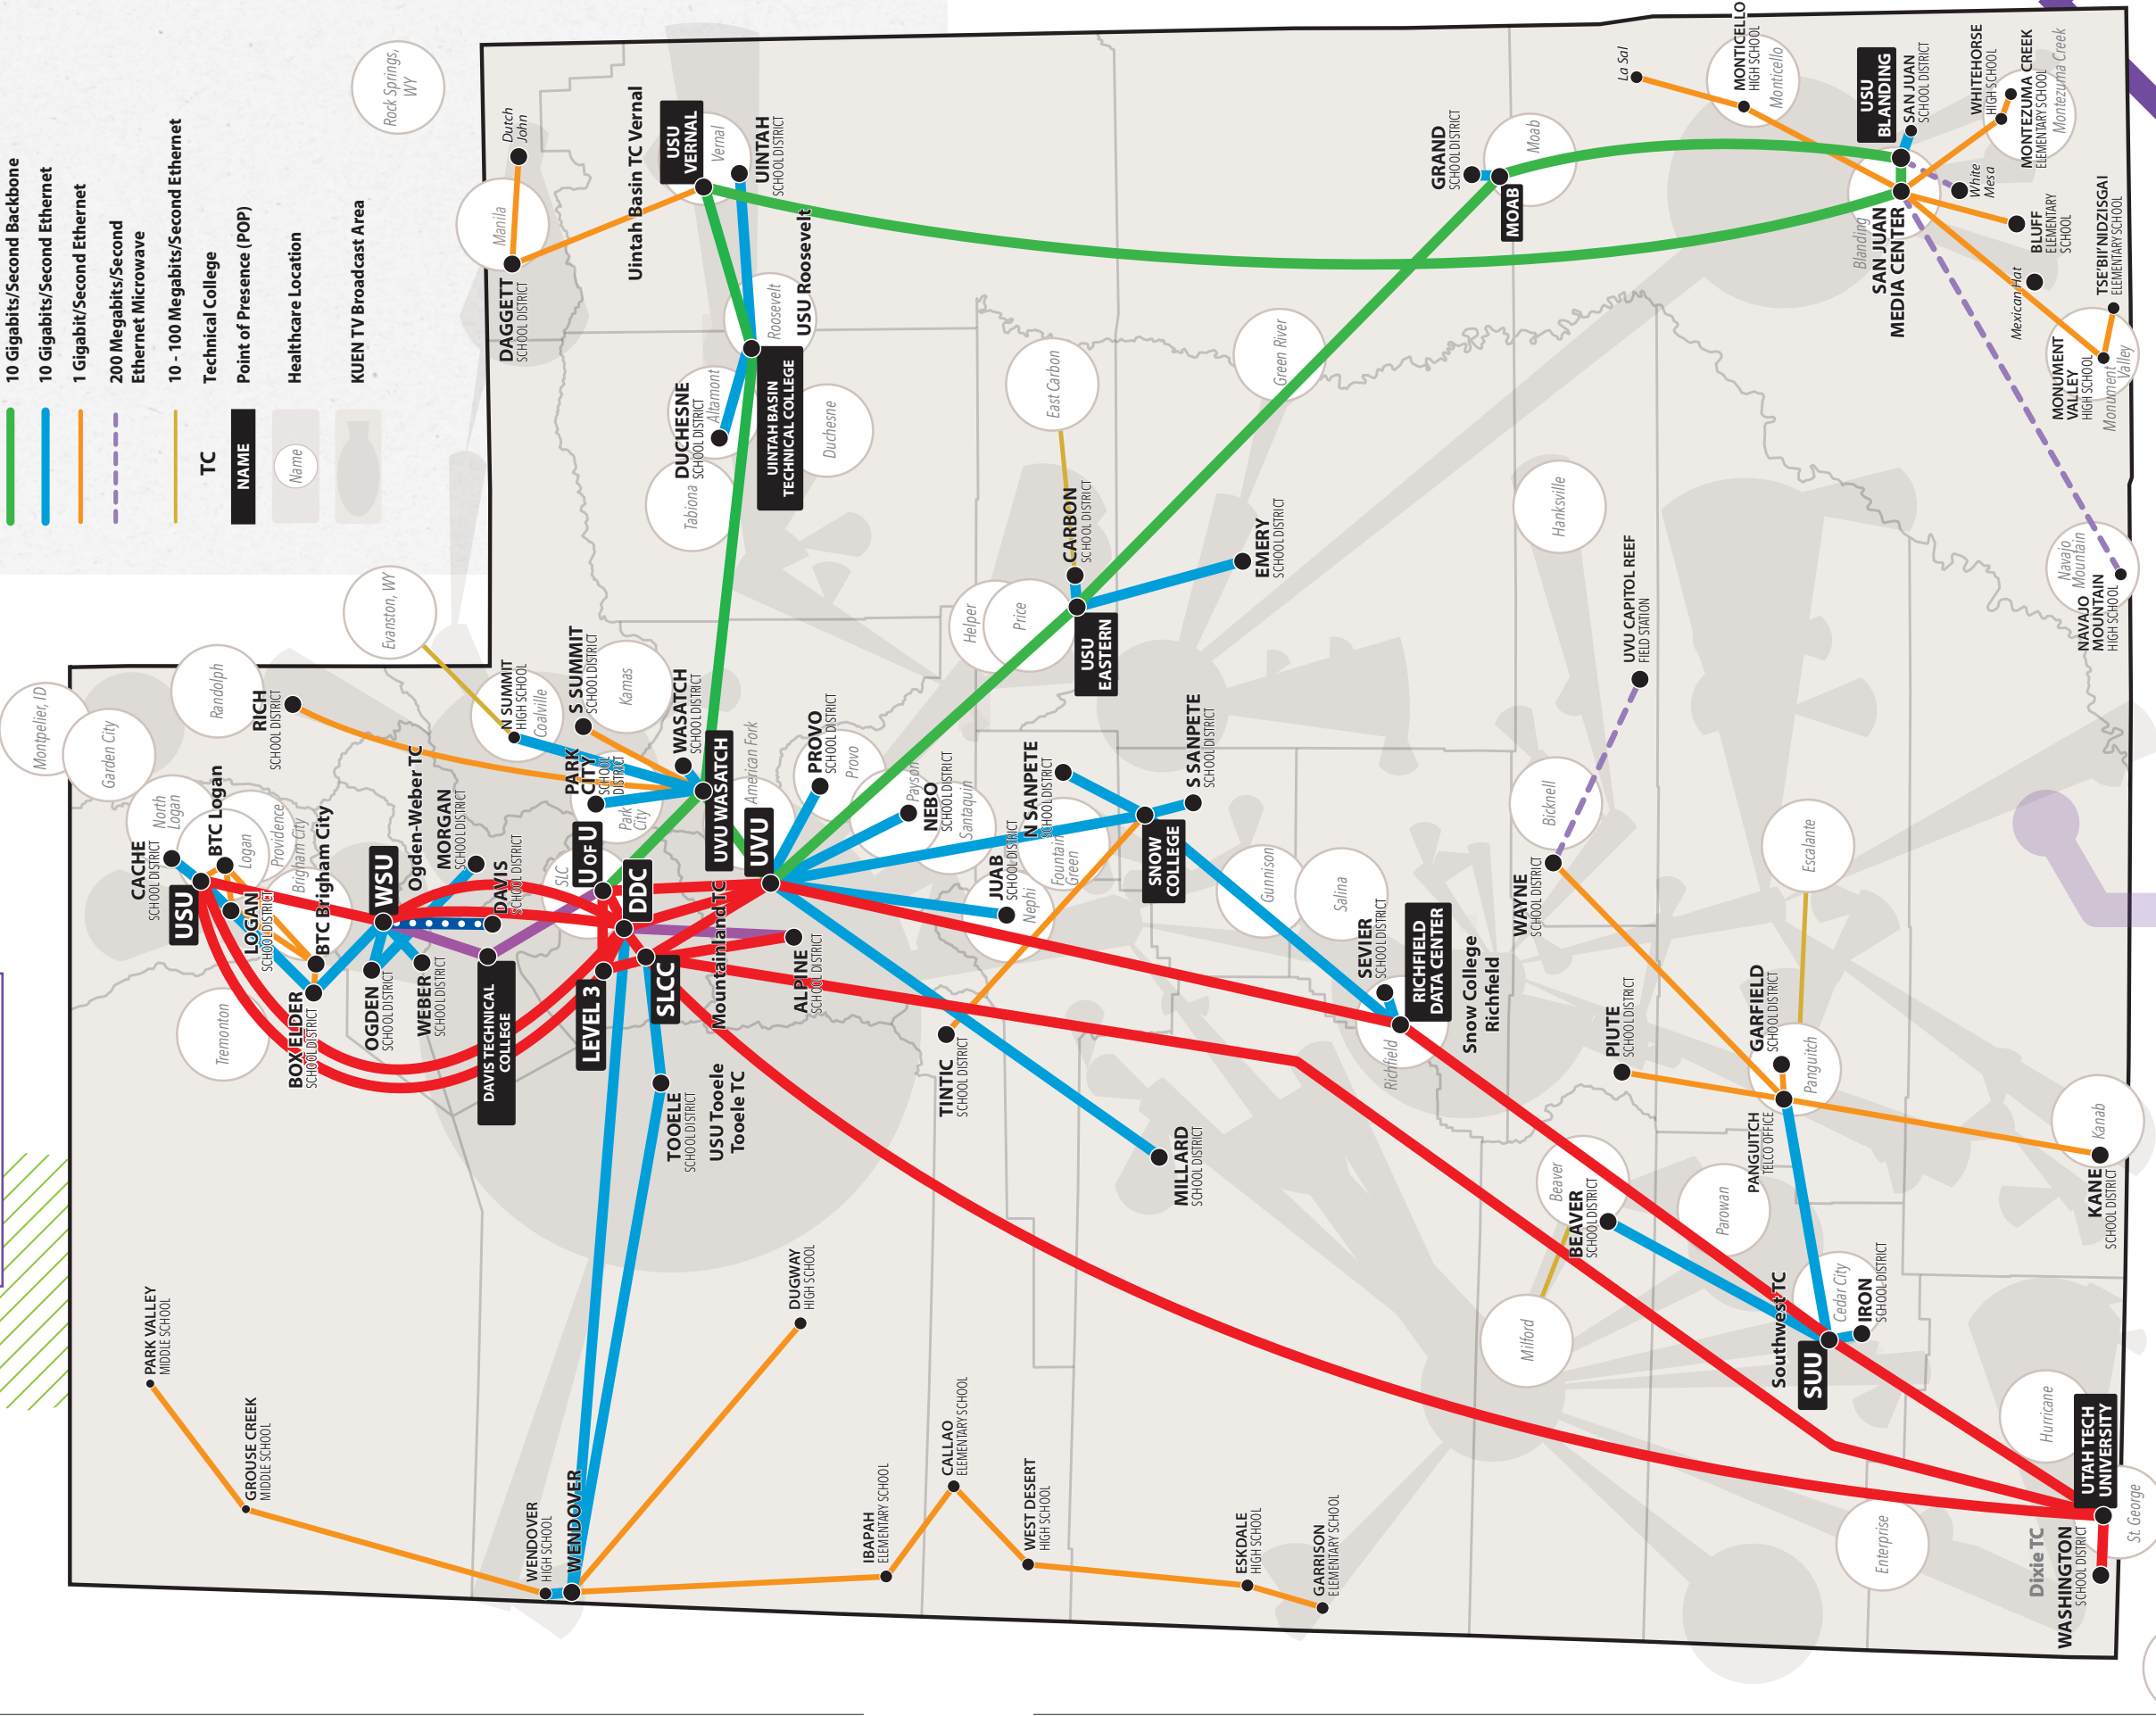 10 Gigabits/Second Backbone
10 Gigabits/Second Ethernet
1 Gigabit/Second Ethernet
200 Megabits/Second
Ethernet Microwave
10 - 100 Megabits/Second Ethernet
TC
Technical College
NAME
Point of Presence (POP)
Name
Healthcare Location
KUEN TV Broadcast Area
Rock Springs,
WY
Evanston, WY
Montpelier, ID
Garden City
Randolph
RICH
SCHOOL DISTRICT
North
Logan
CACHE
SCHOOL DISTRICT
BTC Logan
USU
Logan
Providence
LOGAN
SCHOOL DISTRICT
Brigham City
BTC Brigham City
Tremonton
BOX ELDER
SCHOOL DISTRICT
WSU
Ogden-Weber TC
MORGAN
SCHOOL DISTRICT
DAVIS
SCHOOL DISTRICT
OGDEN
SCHOOL DISTRICT
WEBER
SCHOOL DISTRICT
DAVIS TECHNICAL
COLLEGE
PARK VALLEY
MIDDLE SCHOOL
GROUSE CREEK
MIDDLE SCHOOL
WENDOVER
HIGH SCHOOL
WENDOVER
DUGWAY
HIGH SCHOOL
IBAPAH
ELEMENTARY SCHOOL
CALLAO
ELEMENTARY SCHOOL
WEST DESERT
HIGH SCHOOL
ESKDALE
HIGH SCHOOL
GARRISON
ELEMENTARY SCHOOL
N SUMMIT
HIGH SCHOOL
Coalville
S SUMMIT
SCHOOL DISTRICT
Kamas
PARK
CITY
SCHOOL
DISTRICT
Park
City
WASATCH
SCHOOL DISTRICT
UVU WASATCH
SLC
U OF U
DDC
LEVEL 3
SLCC
American Fork
UVU
Mountainland TC
ALPINE
SCHOOL DISTRICT
TOOELE
SCHOOL DISTRICT
USU Tooele
Tooele TC
PROVO
SCHOOL DISTRICT
Provo
Payson
NEBO
SCHOOL DISTRICT
Santaquin
JUAB
SCHOOL DISTRICT
Nephi
N SANPETE
SCHOOL DISTRICT
Fountain
Green
S SANPETE
SCHOOL DISTRICT
SNOW
COLLEGE
TINTIC
SCHOOL DISTRICT
MILLARD
SCHOOL DISTRICT
Dutch
John
Manila
DAGGETT
SCHOOL DISTRICT
Uintah Basin TC Vernal
USU
VERNAL
Vernal
UINTAH
SCHOOL DISTRICT
USU Roosevelt
Roosevelt
UINTAH BASIN
TECHNICAL COLLEGE
DUCHESNE
SCHOOL DISTRICT
Altamont
Duchesne
Tabiona
East Carbon
CARBON
SCHOOL DISTRICT
Helper
Price
USU
EASTERN
EMERY
SCHOOL DISTRICT
Green River
GRAND
SCHOOL DISTRICT
Moab
MOAB
La Sal
MONTICELLO
HIGH SCHOOL
Monticello
USU
BLANDING
SAN JUAN
SCHOOL DISTRICT
Blanding
SAN JUAN
MEDIA CENTER
WHITEHORSE
HIGH SCHOOL
MONTEZUMA CREEK
ELEMENTARY SCHOOL
Montezuma Creek
White
Mesa
BLUFF
ELEMENTARY
SCHOOL
Mexican Hat
TSE'BII'NIDZISGAI
ELEMENTARY SCHOOL
MONUMENT
VALLEY
HIGH SCHOOL
Monument
Valley
Navajo
Mountain
NAVAJO
MOUNTAIN
HIGH SCHOOL
Hanksville
UVU CAPITOL REEF
FIELD STATION
Bicknell
WAYNE
SCHOOL DISTRICT
Gunnison
Salina
SEVIER
SCHOOL DISTRICT
RICHFIELD
DATA CENTER
Richfield
Snow College
Richfield
PIUTE
SCHOOL DISTRICT
Escalante
GARFIELD
SCHOOL DISTRICT
Panguitch
PANGUITCH
TELCO OFFICE
Kanab
KANE
SCHOOL DISTRICT
Beaver
BEAVER
SCHOOL DISTRICT
Milford
Parowan
Cedar City
IRON
SCHOOL DISTRICT
Southwest TC
SUU
Hurricane
UTAH TECH
UNIVERSITY
St. George
Enterprise
Dixie TC
WASHINGTON
SCHOOL DISTRICT